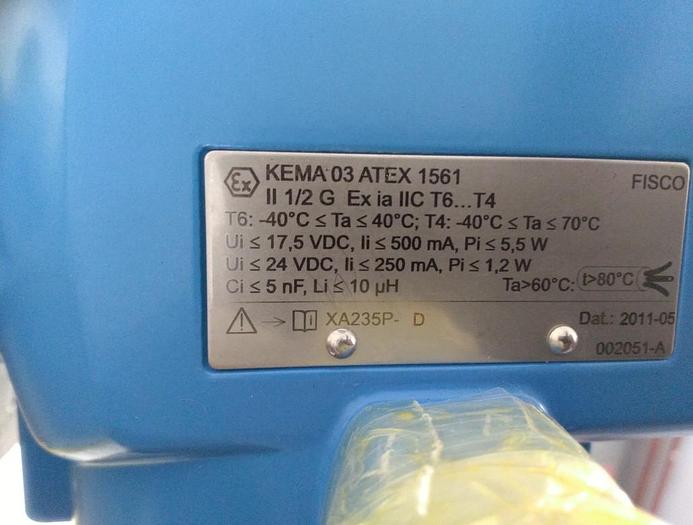 Ex KEMA 03 ATEX 1561 FISCO
II 1/2 G Ex ia IIC T6...T4
T6: -40°C ≤ Ta ≤ 40°C; T4: -40°C ≤ Ta ≤ 70°C
Ui ≤ 17,5 VDC, Ii ≤ 500 mA, Pi ≤ 5,5 W
Ui ≤ 24 VDC, Ii ≤ 250 mA, Pi ≤ 1,2 W
Ci ≤ 5 nF, Li ≤ 10 µH Ta>60°C: t>80°C
! → i XA235P- D Dat.: 2011-05
002051-A